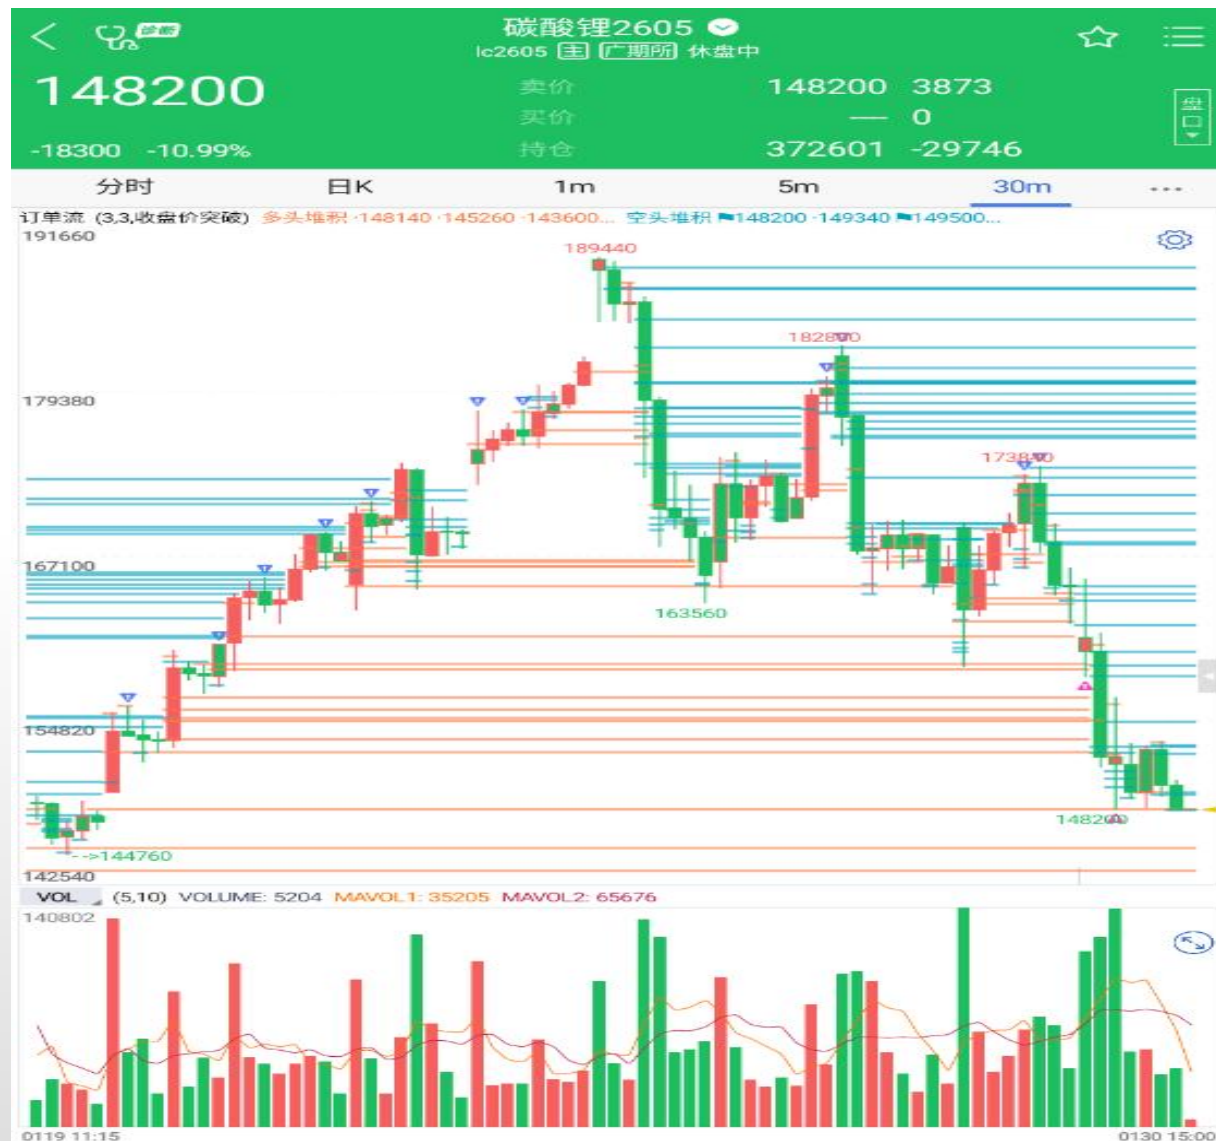 诊断 碳酸锂2605
lc2605 主 广期所 休盘中
148200 卖价 148200 3873
买价 — 0
-18300 -10.99% 持仓 372601 -29746
盘口
分时 日K 1m 5m 30m ...
订单流 (3,3,收盘价突破) 多头堆积 ·148140 ·145260 ·143600... 空头堆积 148200 ·149340 149500...
191660
189440
182800
179380
173840
167100
163560
154820
148200
-->144760
142540
VOL (5,10) VOLUME: 5204 MAVOL1: 35205 MAVOL2: 65676
140802
0119 11:15 0130 15:00